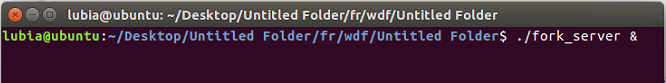 lubia@ubuntu: ~/Desktop/Untitled Folder/fr/wdf/Untitled Folder
lubia@ubuntu:~/Desktop/Untitled Folder/fr/wdf/Untitled Folder$ ./fork_server &